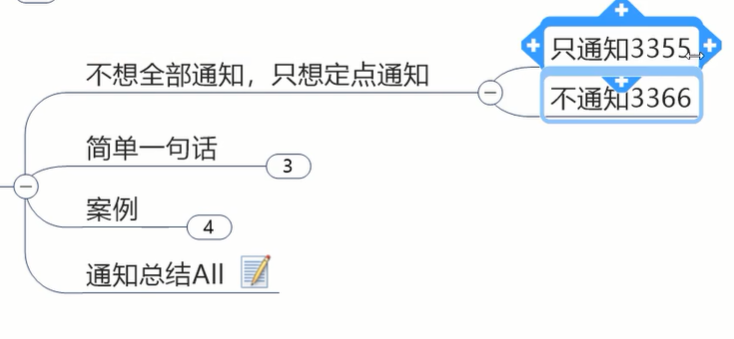 只通知3355
不想全部通知，只想定点通知
不通知3366
简单一句话
3
案例
4
通知总结All